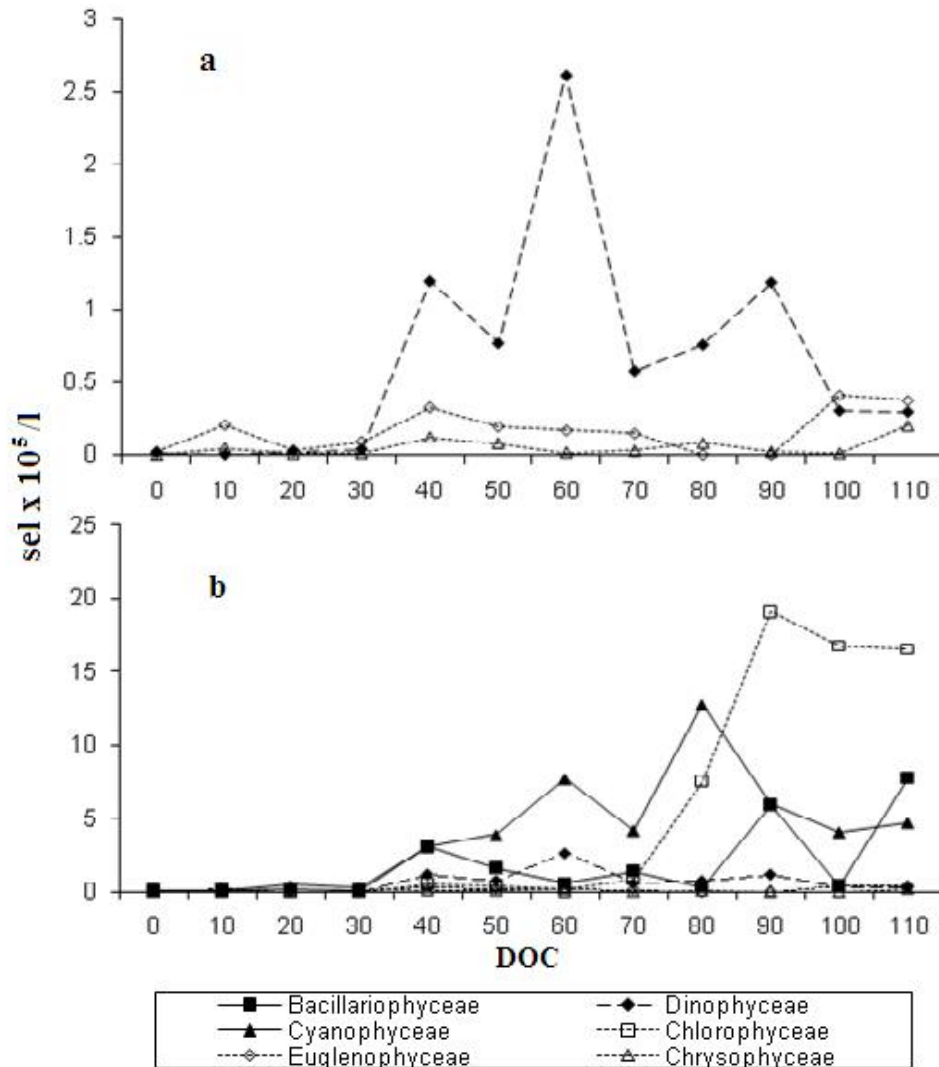 3
a
2.5
2
1.5
1
0.5
0
0 10 20 30 40 50 60 70 80 90 100 110
sel x 10⁵/l
25
b
20
15
10
5
0
0 10 20 30 40 50 60 70 80 90 100 110
DOC
Bacillariophyceae Dinophyceae
Cyanophyceae Chlorophyceae
Euglenophyceae Chrysophyceae